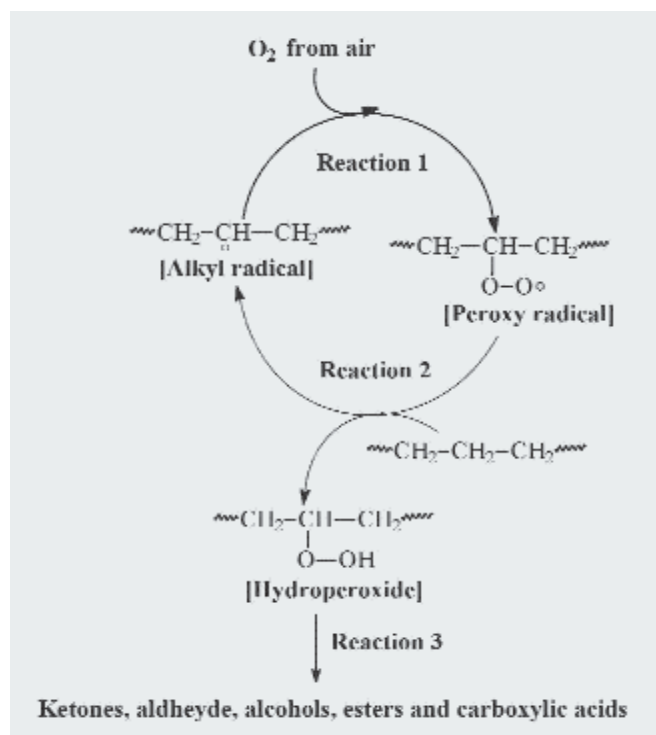 O₂ from air
Reaction 1
CH₂–CH–CH₂
[Alkyl radical]
CH₂–CH–CH₂
O–O
[Peroxy radical]
Reaction 2
CH₂–CH₂–CH₂
CH₂–CH–CH₂
O–OH
[Hydroperoxide]
Reaction 3
Ketones, aldheyde, alcohols, esters and carboxylic acids